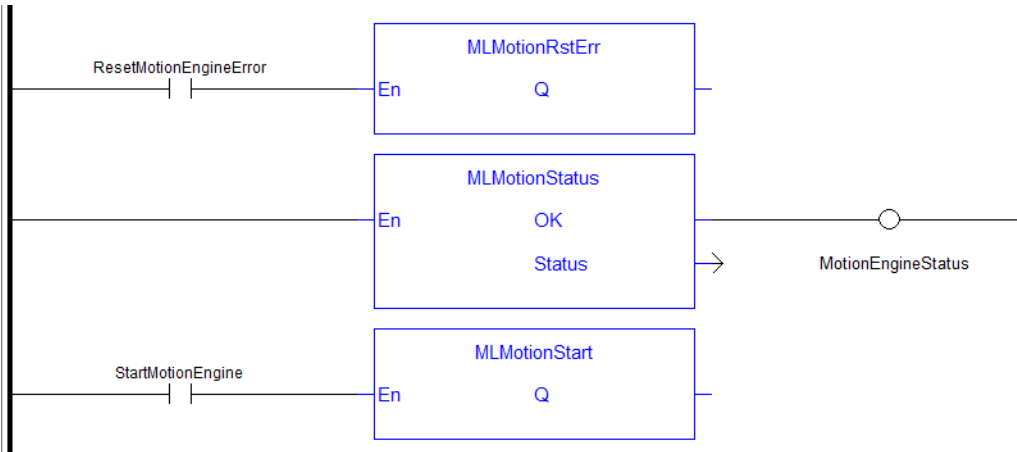 MLMotionRstErr
ResetMotionEngineError
En
Q
MLMotionStatus
En
OK
Status
MotionEngineStatus
MLMotionStart
StartMotionEngine
En
Q